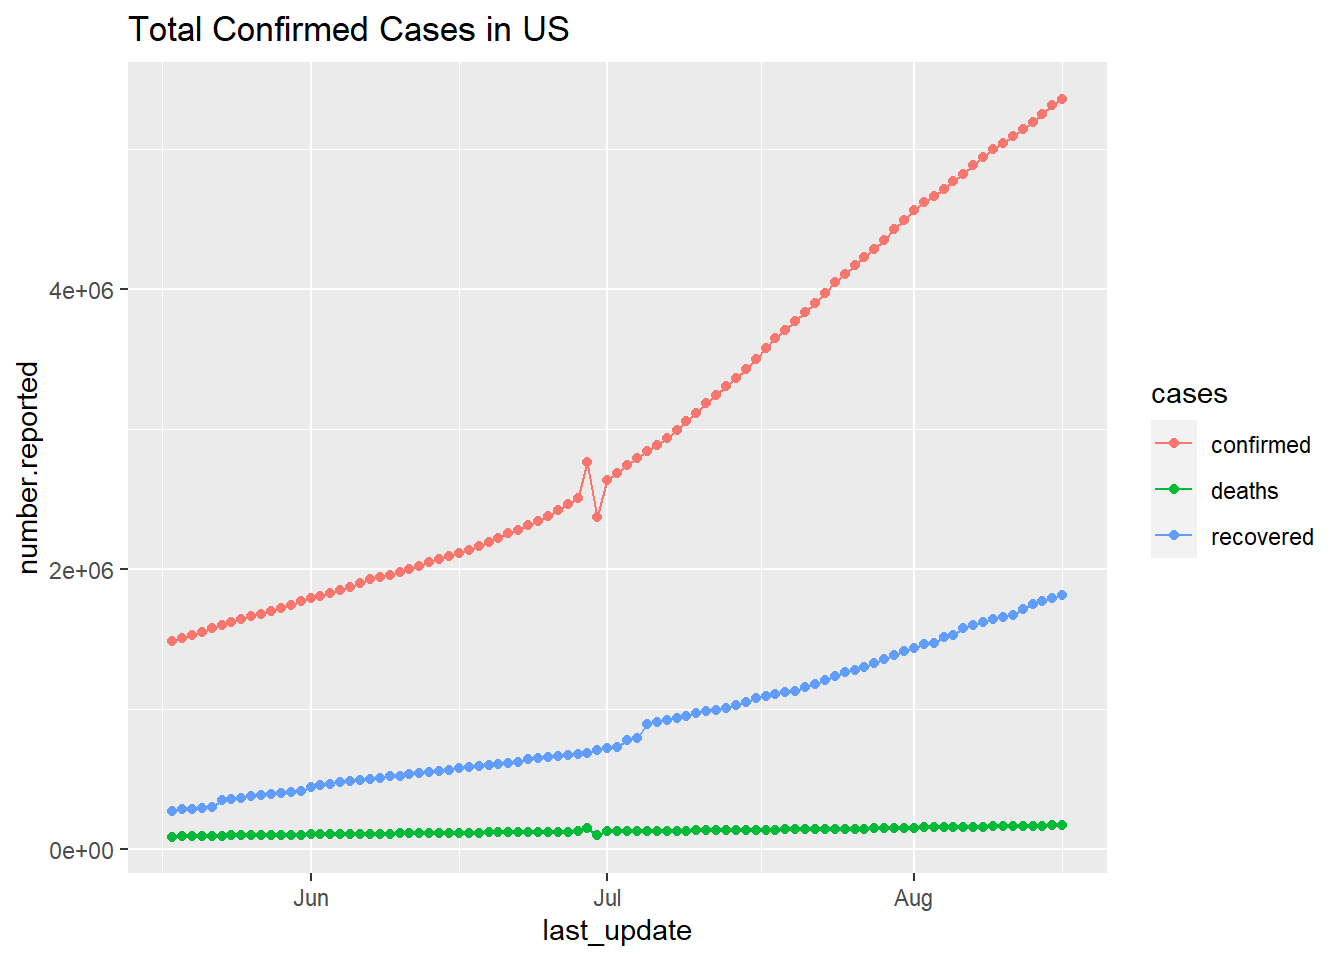 Total Confirmed Cases in US
number.reported
4e+06
2e+06
0e+00
Jun
Jul
Aug
last_update
cases
confirmed
deaths
recovered